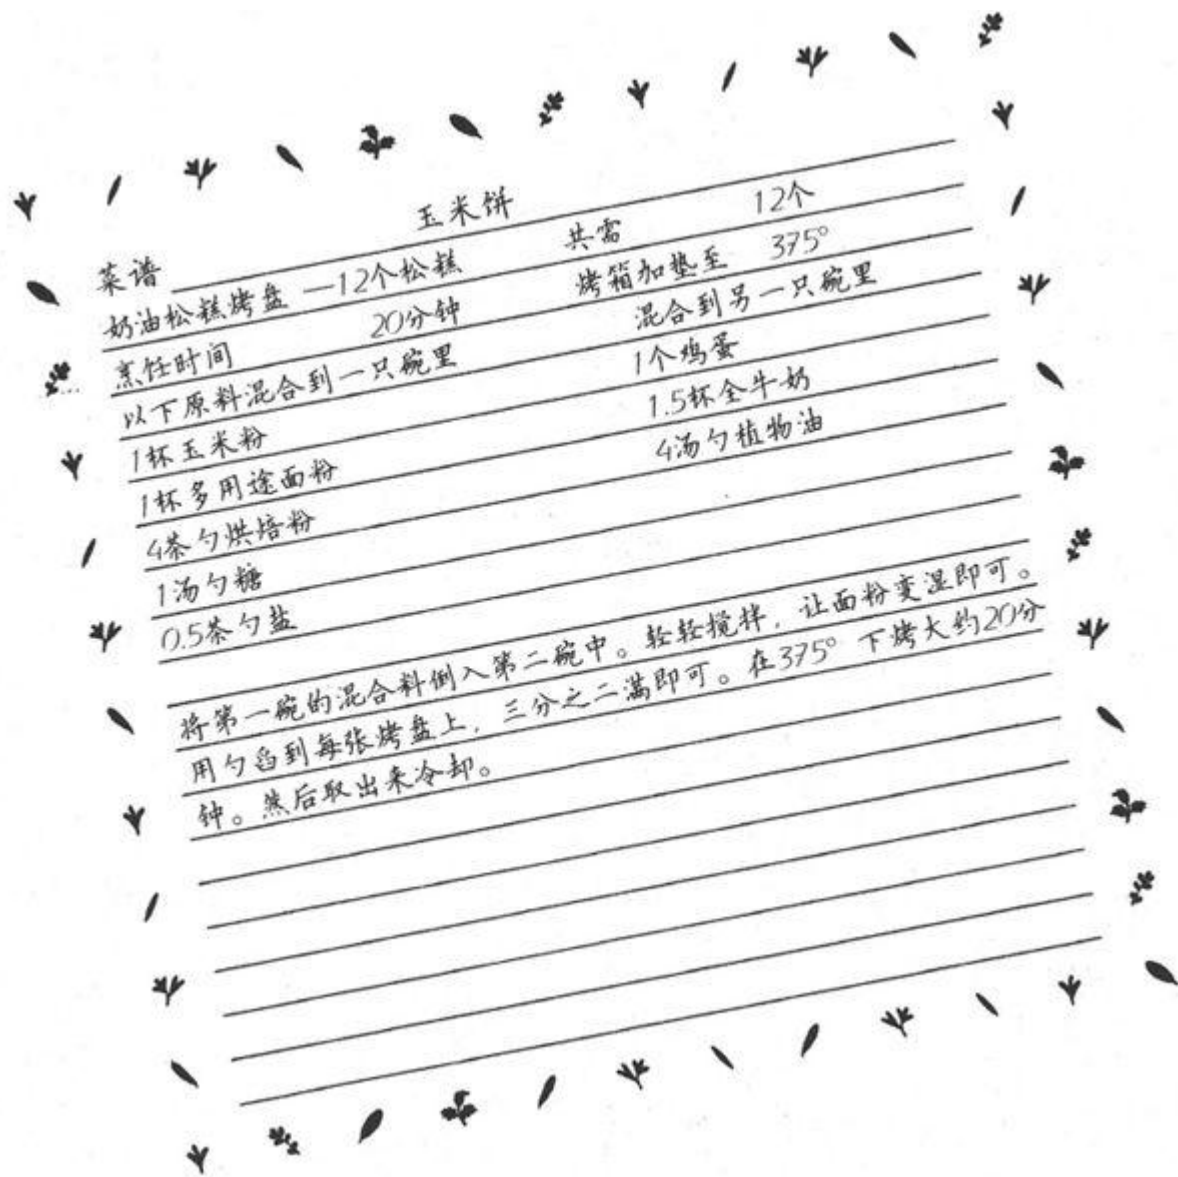 菜谱 玉米饼
奶油松糕烤盘 —12个松糕 共需 12个
烹饪时间 20分钟 烤箱加垫至 375°
以下原料混合到一只碗里 混合到另一只碗里
1杯玉米粉 1个鸡蛋
1杯多用途面粉 1.5杯全牛奶
4茶勺烘焙粉 4汤勺植物油
1汤勺糖
0.5茶勺盐
将第一碗的混合料倒入第二碗中。轻轻搅拌，让面粉变湿即可。
用勺舀到每张烤盘上，三分之二满即可。在375° 下烤大约20分
钟。然后取出来冷却。